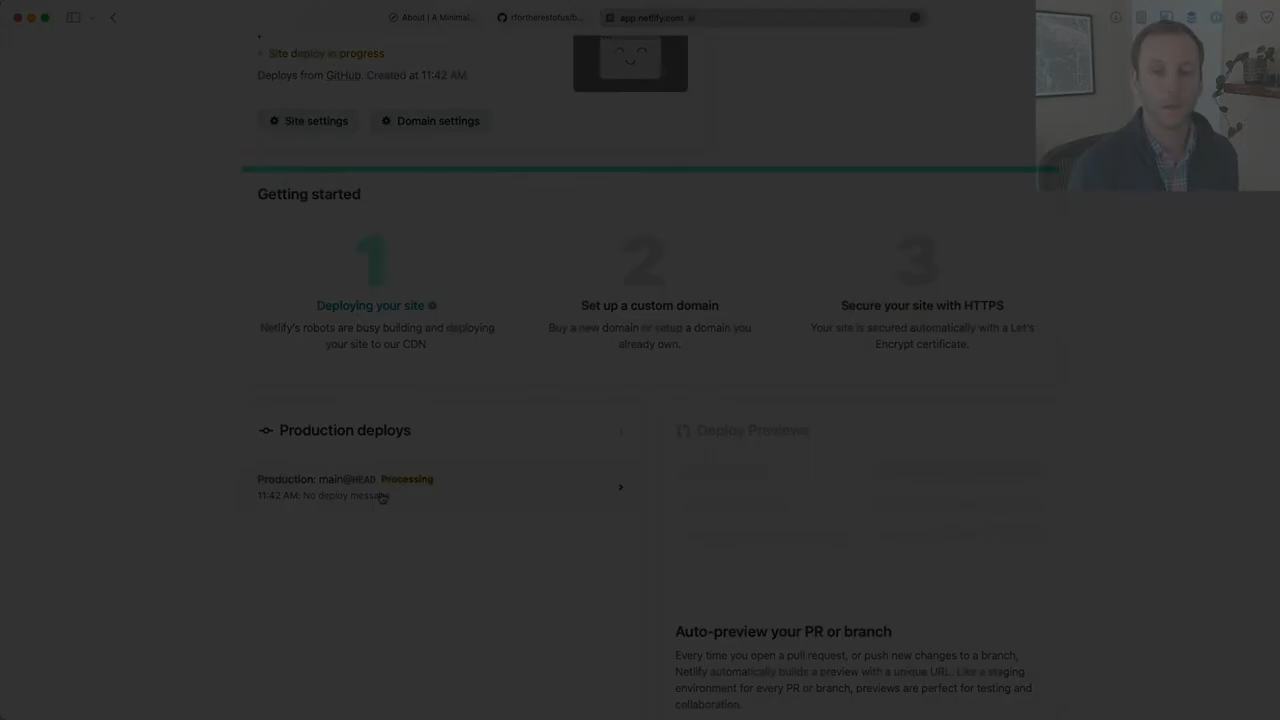 About | A Minimal...
rfortherestofus/b...
app.netlify.com
Site deploy in progress
Deploys from GitHub. Created at 11:42 AM
Site settings
Domain settings
Getting started
1
2
3
Deploying your site
Set up a custom domain
Secure your site with HTTPS
Netlify's robots are busy building and deploying
your site to our CDN
Buy a new domain or setup a domain you
already own.
Your site is secured automatically with a Let's
Encrypt certificate.
Production deploys
Deploy Previews
Production: main@HEAD Processing
11:42 AM: No deploy message
Auto-preview your PR or branch
Every time you open a pull request, or push new changes to a branch,
Netlify automatically builds a preview with a unique URL. Like a staging
environment for every PR or branch, previews are perfect for testing and
collaboration.